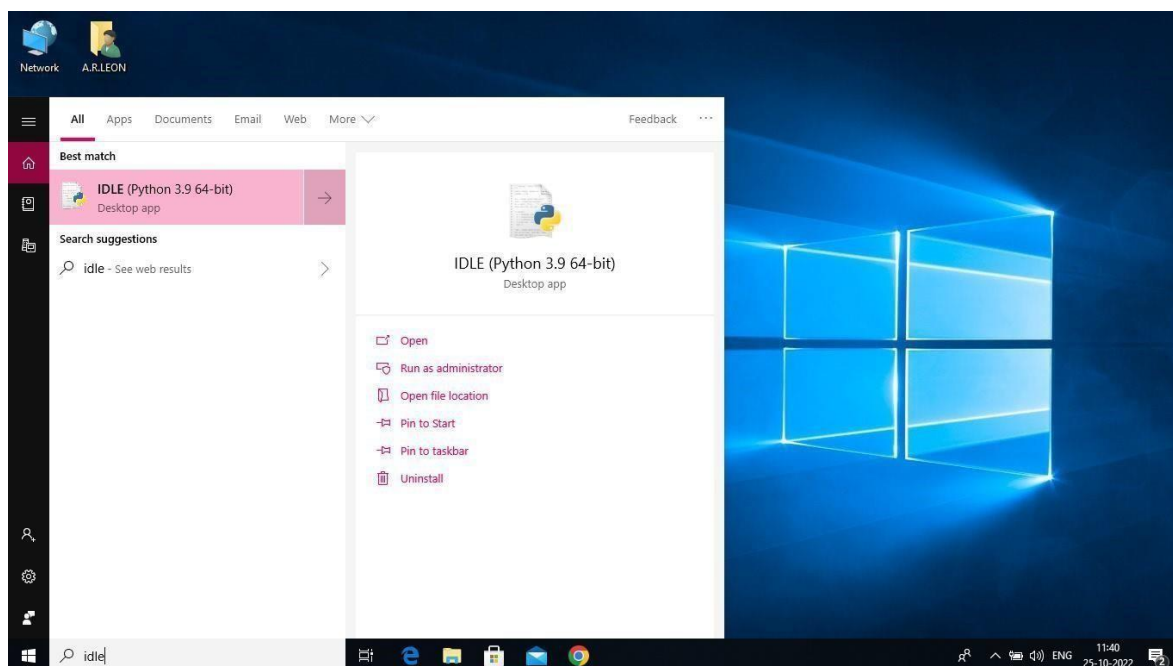 Network A.R.LEON
All Apps Documents Email Web More Feedback ...
Best match
IDLE (Python 3.9 64-bit)
Desktop app
Search suggestions
idle - See web results
IDLE (Python 3.9 64-bit)
Desktop app
Open
Run as administrator
Open file location
Pin to Start
Pin to taskbar
Uninstall
idle
ENG
11:40
25-10-2022